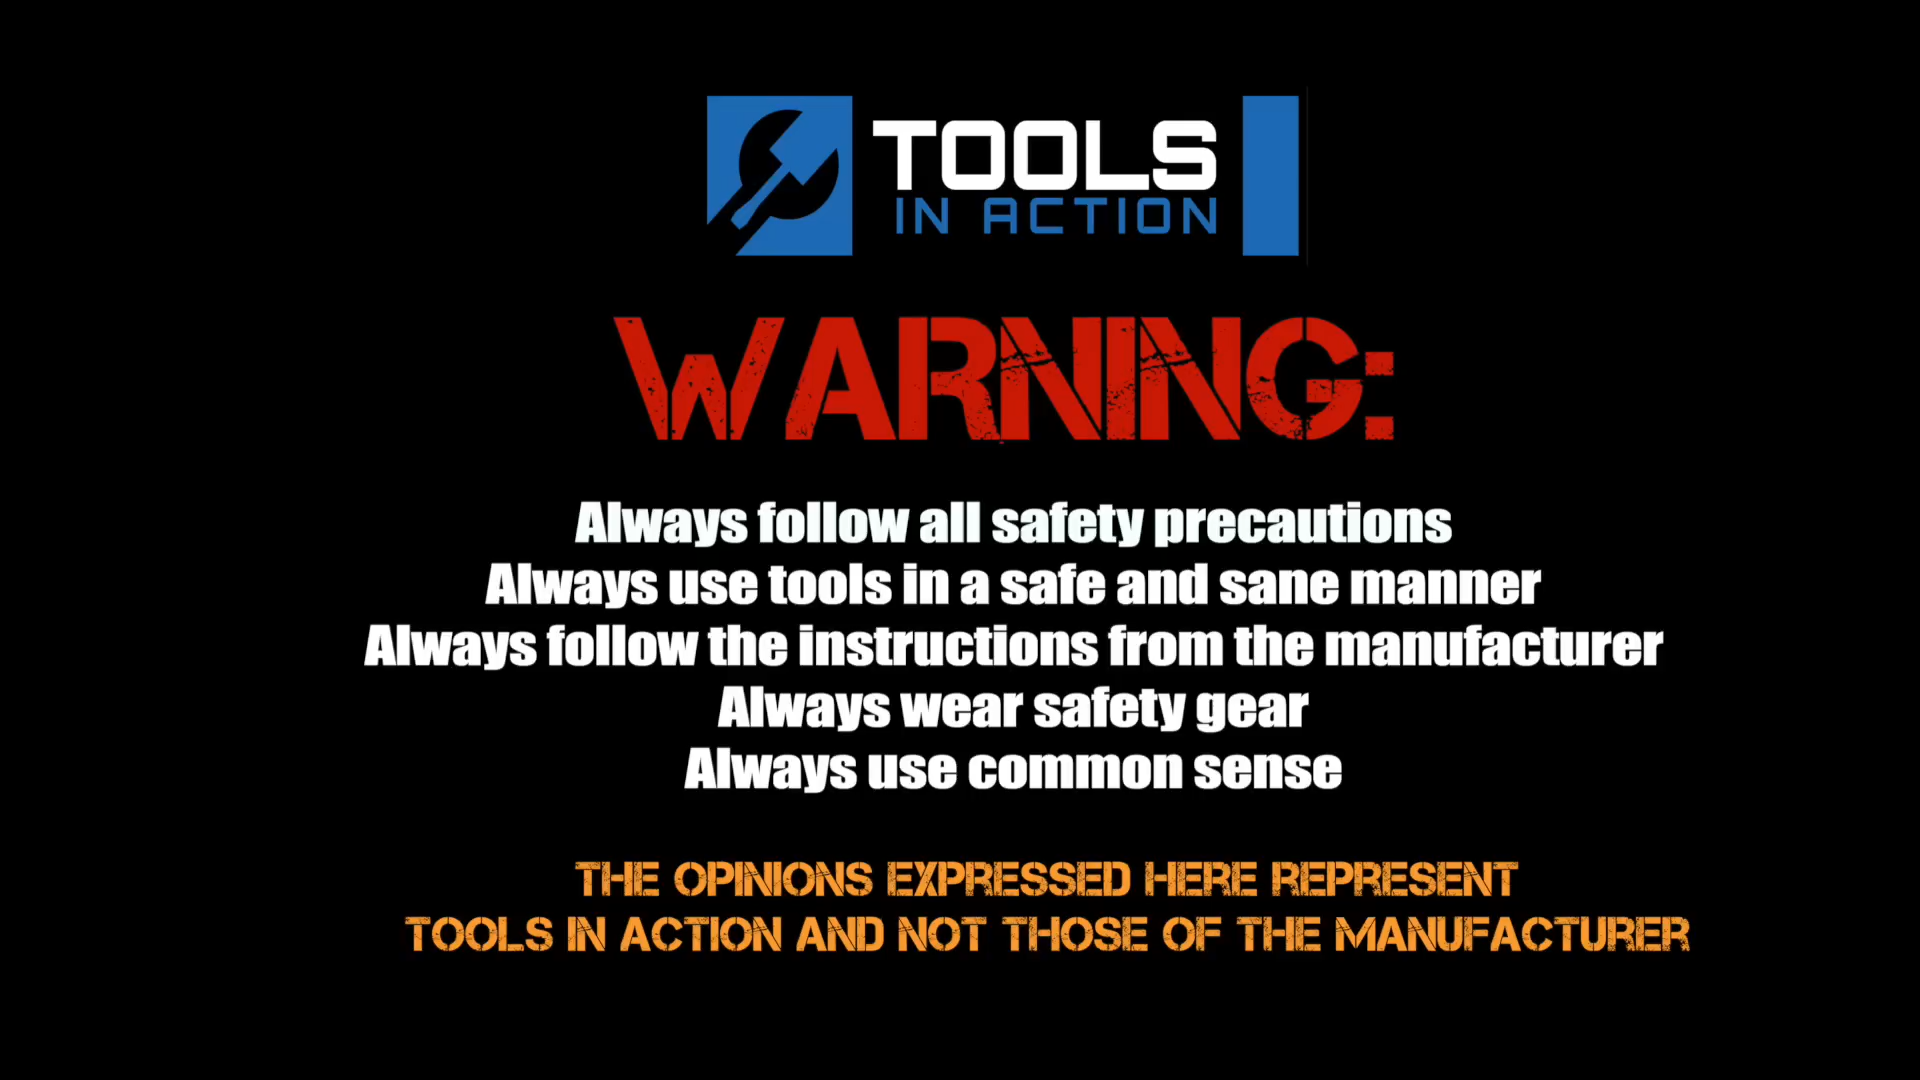 TOOLS
IN ACTION
WARNING:
Always follow all safety precautions
Always use tools in a safe and sane manner
Always follow the instructions from the manufacturer
Always wear safety gear
Always use common sense
THE OPINIONS EXPRESSED HERE REPRESENT
TOOLS IN ACTION AND NOT THOSE OF THE MANUFACTURER